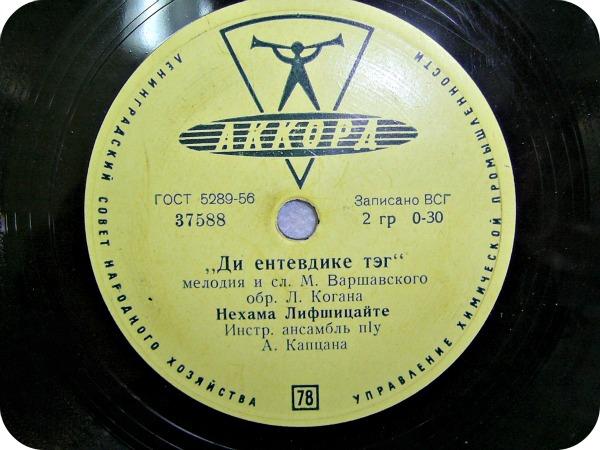 ЛЕНИНГРАДСКИЙ СОВЕТ НАРОДНОГО ХОЗЯЙСТВА
УПРАВЛЕНИЕ ХИМИЧЕСКОЙ ПРОМЫШЛЕННОСТИ
АККОРД
ГОСТ 5289-56
37588
Записано ВСГ
2 гр 0-30
„Ди ентевдике тэг“
мелодия и сл. М. Варшавского
обр. Л. Когана
Нехама Лифшицайте
Инстр. ансамбль п/у
А. Капцана
78